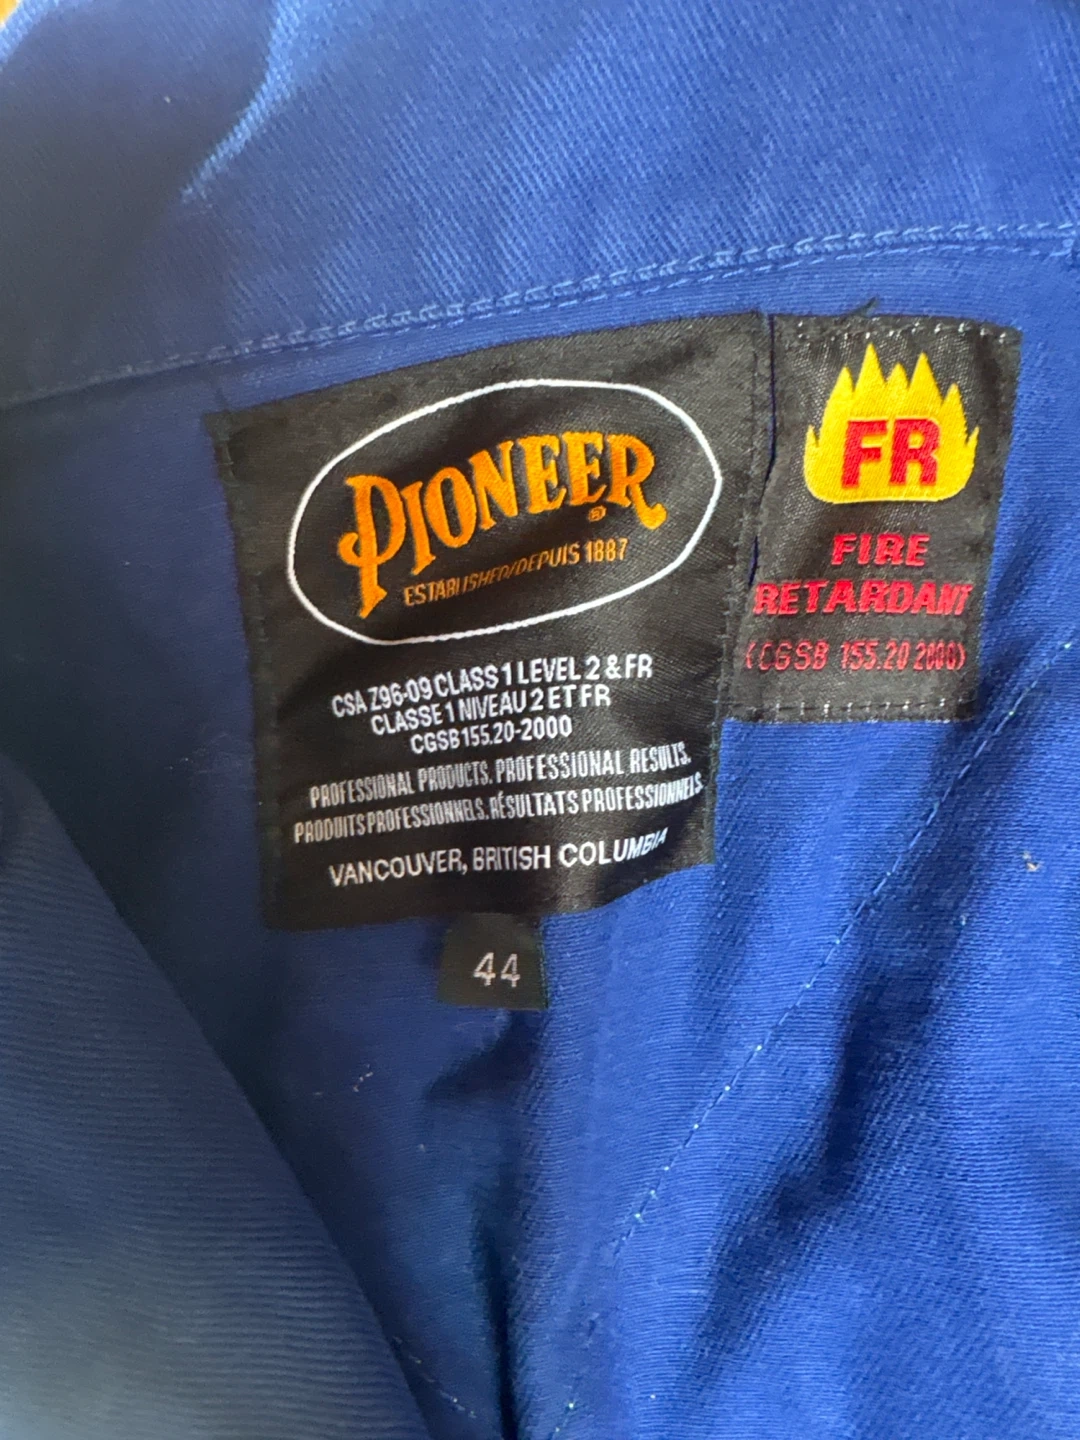 PIONEER®
ESTABLISHED/DEPUIS 1887
CSA Z96-09 CLASS 1 LEVEL 2 & FR
CLASSE 1 NIVEAU 2 ET FR
CGSB 155.20-2000
PROFESSIONAL PRODUCTS. PROFESSIONAL RESULTS.
PRODUITS PROFESSIONNELS. RÉSULTATS PROFESSIONNELS.
VANCOUVER, BRITISH COLUMBIA
44
FR
FIRE
RETARDANT
(CGSB 155.20 2000)